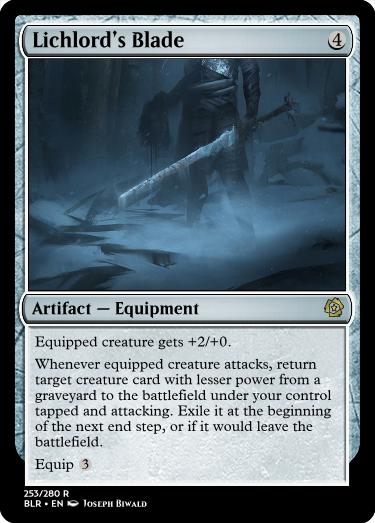 Lichlord's Blade 4
Artifact — Equipment
Equipped creature gets +2/+0.
Whenever equipped creature attacks, return
target creature card with lesser power from a
graveyard to the battlefield under your control
tapped and attacking. Exile it at the beginning
of the next end step, or if it would leave the
battlefield.
Equip 3
253/280 R
BLR • EN Joseph Biwald